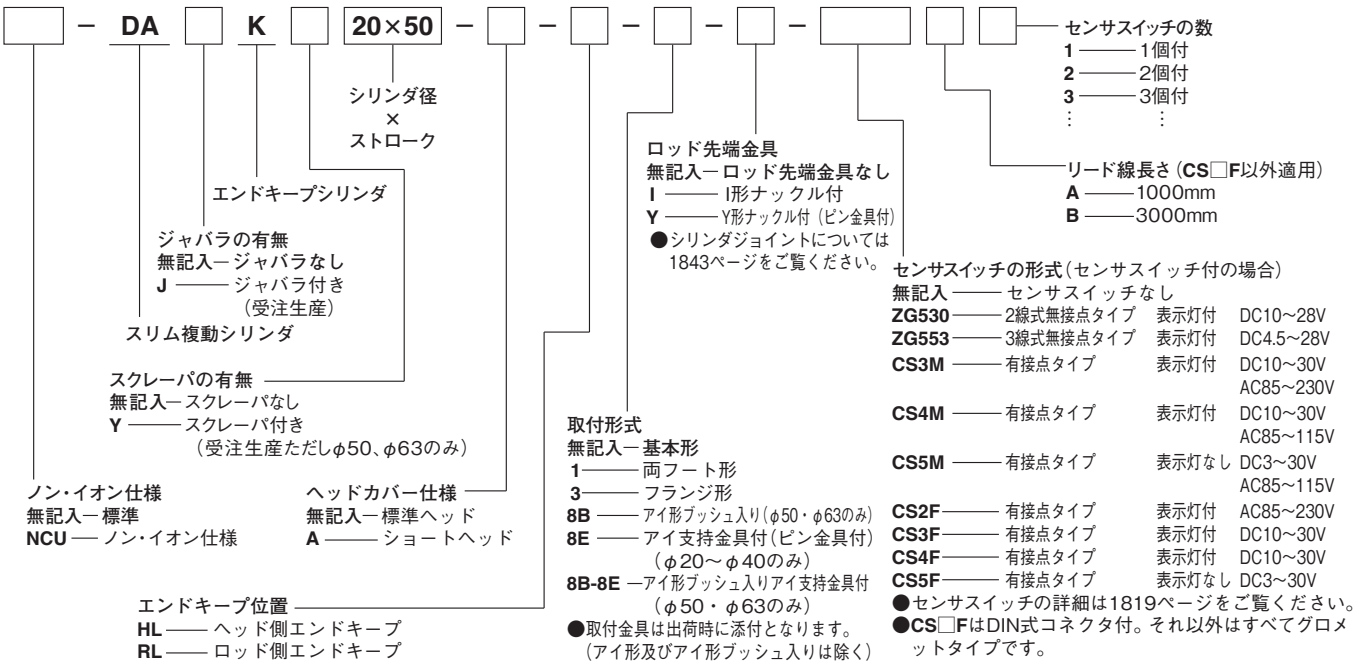 － DA K 20×50 － － － － －
シリンダ径
×
ストローク
エンドキープシリンダ
ジャバラの有無
無記入－ジャバラなし
J ―― ジャバラ付き
（受注生産）
スリム複動シリンダ
スクレーパの有無
無記入－スクレーパなし
Y ―― スクレーパ付き
（受注生産ただしφ50、φ63のみ）
ノン・イオン仕様
無記入－標準
NCU ― ノン・イオン仕様
ヘッドカバー仕様
無記入－標準ヘッド
A ―― ショートヘッド
エンドキープ位置
HL ―― ヘッド側エンドキープ
RL ―― ロッド側エンドキープ
取付形式
無記入－基本形
1 ―― 両フート形
3 ―― フランジ形
8B ―― アイ形ブッシュ入り（φ50・φ63のみ）
8E ―― アイ支持金具付（ピン金具付）
（φ20～φ40のみ）
8B-8E ―アイ形ブッシュ入りアイ支持金具付
（φ50・φ63のみ）
●取付金具は出荷時に添付となります。
（アイ形及びアイ形ブッシュ入りは除く）
ロッド先端金具
無記入－ロッド先端金具なし
I ―― I形ナックル付
Y ―― Y形ナックル付（ピン金具付）
●シリンダジョイントについては
1843ページをご覧ください。
センサスイッチの数
1 ―― 1個付
2 ―― 2個付
3 ―― 3個付
⋮ ⋮
リード線長さ（CS□F以外適用）
A ―― 1000mm
B ―― 3000mm
センサスイッチの形式（センサスイッチ付の場合）
無記入 ―― センサスイッチなし
ZG530 ―― 2線式無接点タイプ 表示灯付 DC10～28V
ZG553 ―― 3線式無接点タイプ 表示灯付 DC4.5～28V
CS3M ―― 有接点タイプ 表示灯付 DC10～30V
AC85～230V
CS4M ―― 有接点タイプ 表示灯付 DC10～30V
AC85～115V
CS5M ―― 有接点タイプ 表示灯なし DC3～30V
AC85～115V
CS2F ―― 有接点タイプ 表示灯付 AC85～230V
CS3F ―― 有接点タイプ 表示灯付 DC10～30V
CS4F ―― 有接点タイプ 表示灯付 DC10～30V
CS5F ―― 有接点タイプ 表示灯なし DC3～30V
●センサスイッチの詳細は1819ページをご覧ください。
●CS□FはDIN式コネクタ付。それ以外はすべてグロメ
ットタイプです。